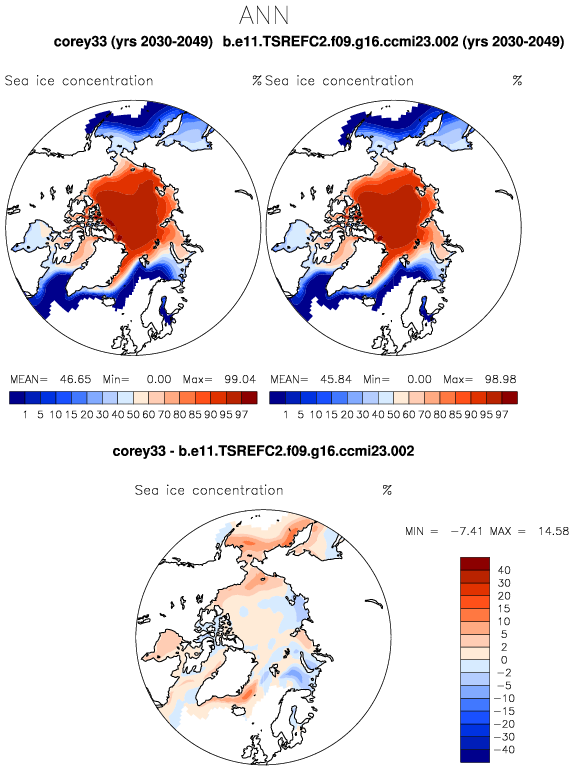 ANN
corey33 (yrs 2030-2049) b.e11.TSREFC2.f09.g16.ccmi23.002 (yrs 2030-2049)
Sea ice concentration % Sea ice concentration %
MEAN= 46.65 Min= 0.00 Max= 99.04 MEAN= 45.84 Min= 0.00 Max= 98.98
1 5 10 15 20 30 40 50 60 70 80 85 90 95 97 1 5 10 15 20 30 40 50 60 70 80 85 90 95 97
corey33 - b.e11.TSREFC2.f09.g16.ccmi23.002
Sea ice concentration %
MIN = -7.41 MAX = 14.58
40
30
20
15
10
5
2
0
-2
-5
-10
-15
-20
-30
-40